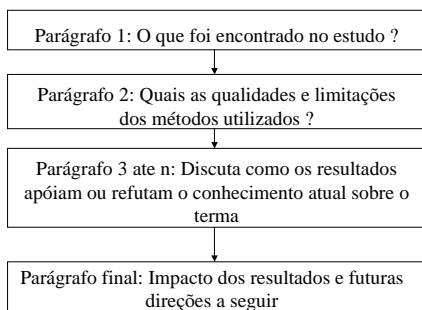 Parágrafo 1: O que foi encontrado no estudo ?
Parágrafo 2: Quais as qualidades e limitações
dos métodos utilizados ?
Parágrafo 3 ate n: Discuta como os resultados
apóiam ou refutam o conhecimento atual sobre o
terma
Parágrafo final: Impacto dos resultados e futuras
direções a seguir